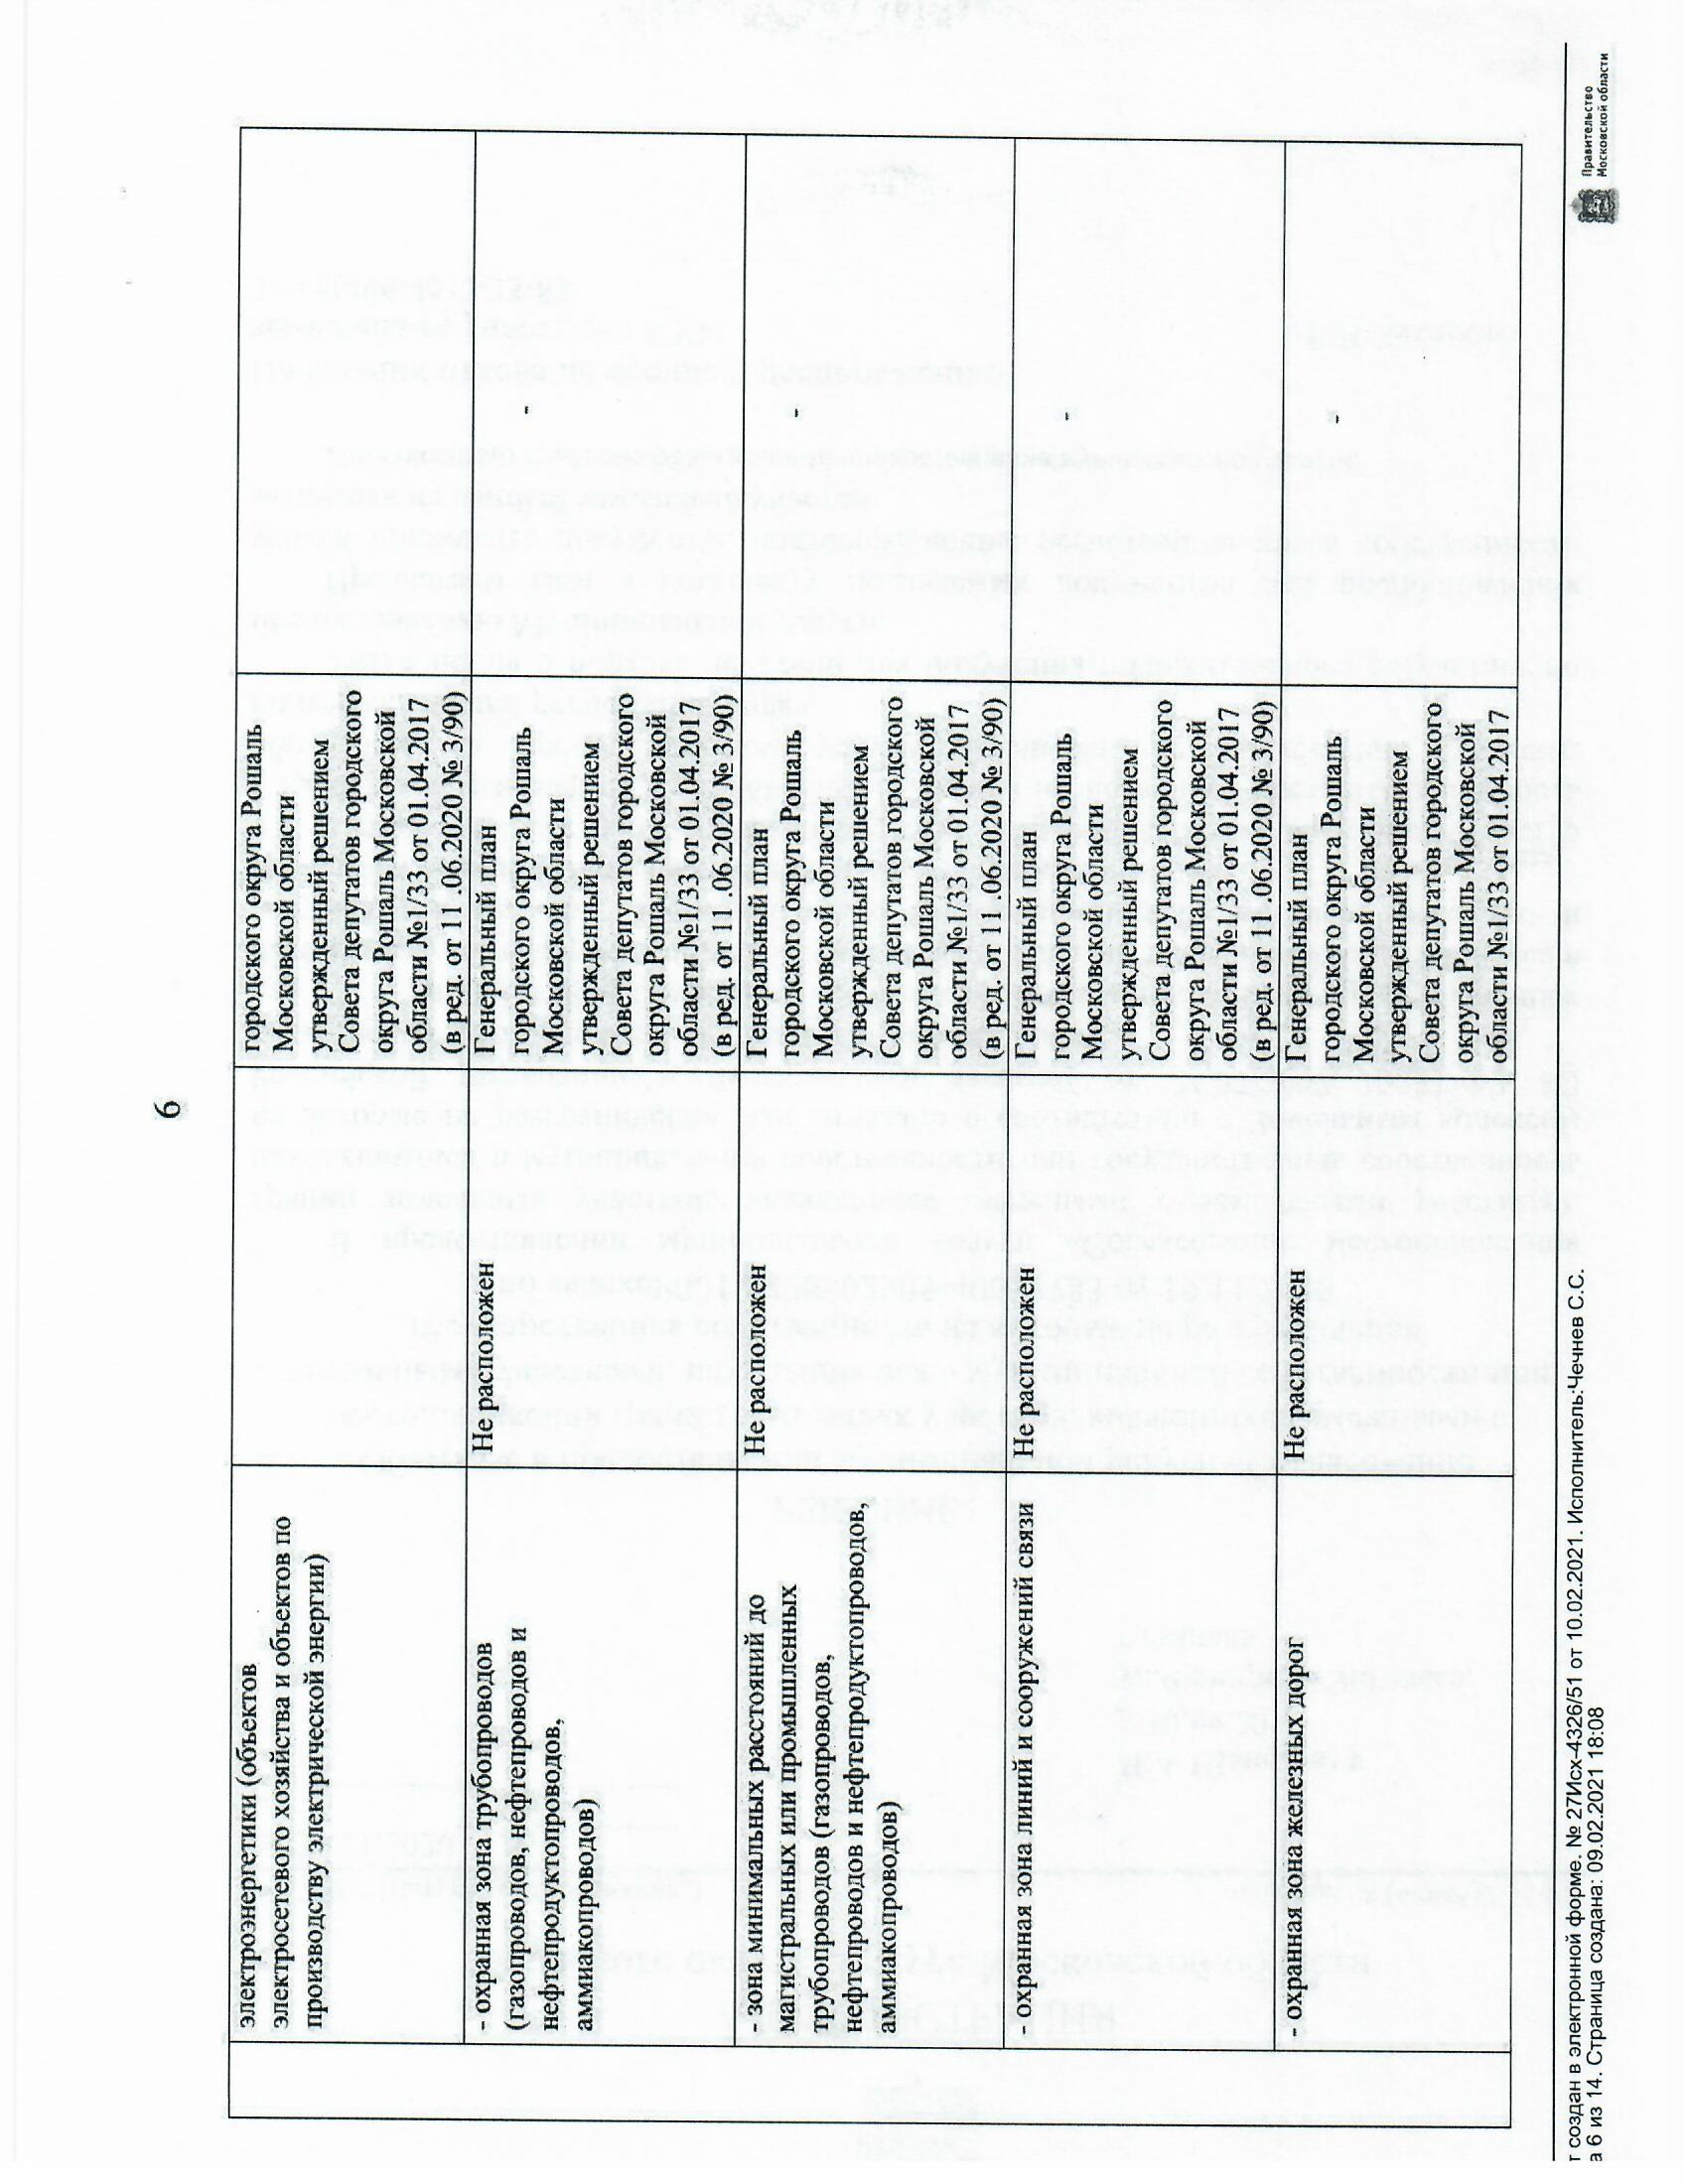 6
электроэнергетики (объектов
электросетевого хозяйства и объектов по
производству электрической энергии)
городского округа Рошаль
Московской области
утвержденный решением
Совета депутатов городского
округа Рошаль Московской
области №1/33 от 01.04.2017
(в ред. от 11 .06.2020 № 3/90)
- охранная зона трубопроводов
(газопроводов, нефтепроводов и
нефтепродуктопроводов,
аммиакопроводов)
Не расположен
Генеральный план
городского округа Рошаль
Московской области
утвержденный решением
Совета депутатов городского
округа Рошаль Московской
области №1/33 от 01.04.2017
(в ред. от 11 .06.2020 № 3/90)
-
- зона минимальных расстояний до
магистральных или промышленных
трубопроводов (газопроводов,
нефтепроводов и нефтепродуктопроводов,
аммиакопроводов)
Не расположен
Генеральный план
городского округа Рошаль
Московской области
утвержденный решением
Совета депутатов городского
округа Рошаль Московской
области №1/33 от 01.04.2017
(в ред. от 11 .06.2020 № 3/90)
-
- охранная зона линий и сооружений связи
Не расположен
Генеральный план
городского округа Рошаль
Московской области
утвержденный решением
Совета депутатов городского
округа Рошаль Московской
области №1/33 от 01.04.2017
(в ред. от 11 .06.2020 № 3/90)
-
- охранная зона железных дорог
Не расположен
Генеральный план
городского округа Рошаль
Московской области
утвержденный решением
Совета депутатов городского
округа Рошаль Московской
области №1/33 от 01.04.2017
-
т создан в электронной форме. № 27Исх-4326/51 от 10.02.2021. Исполнитель:Чечнев С.С.
а 6 из 14. Страница создана: 09.02.2021 18:08
Правительство
Московской области